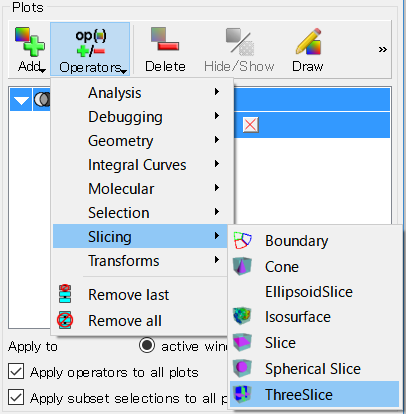 Plots
op(·)
Add
Operators
Delete
Hide/Show
Draw
»
Analysis
Debugging
Geometry
Integral Curves
Molecular
Selection
Slicing
Transforms
Remove last
Remove all
Boundary
Cone
EllipsoidSlice
Isosurface
Slice
Spherical Slice
ThreeSlice
Apply to
active win
Apply operators to all plots
Apply subset selections to all p